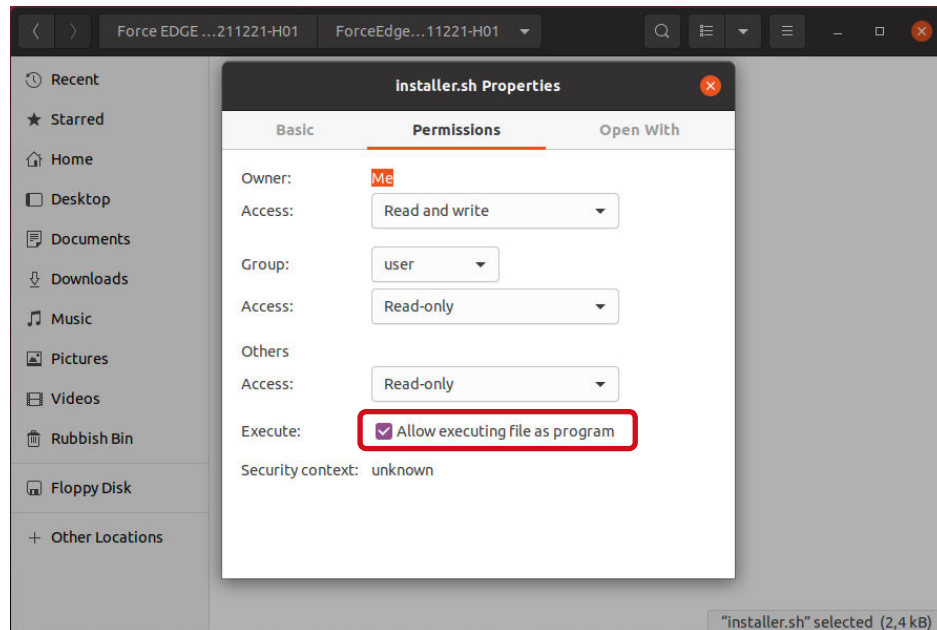 Force EDGE ...211221-H01 ForceEdge...11221-H01
Recent
Starred
Home
Desktop
Documents
Downloads
Music
Pictures
Videos
Rubbish Bin
Floppy Disk
+ Other Locations
installer.sh Properties
Basic Permissions Open With
Owner: Me
Access: Read and write
Group: user
Access: Read-only
Others
Access: Read-only
Execute: Allow executing file as program
Security context: unknown
"installer.sh" selected (2,4 kB)